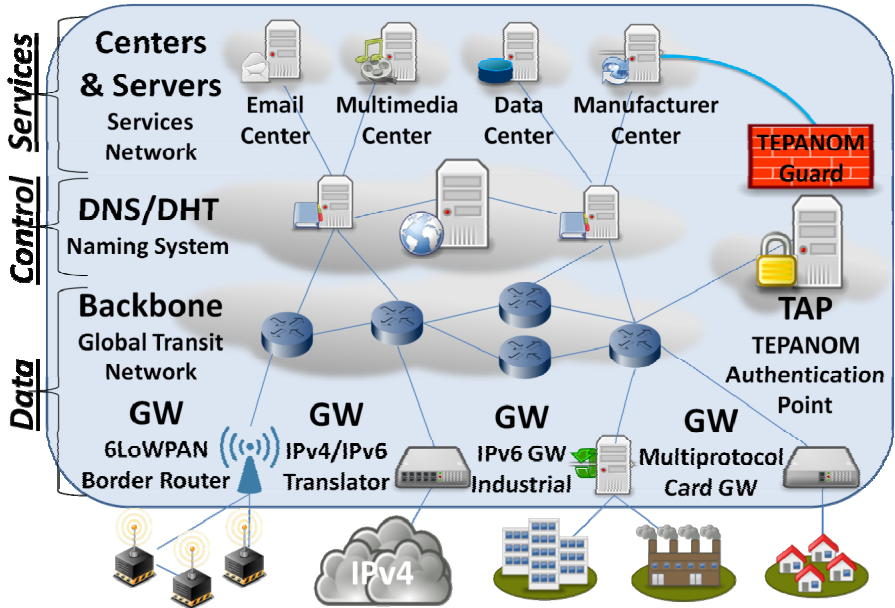 Services
Centers
& Servers
Services
Network
Email
Center
Multimedia
Center
Data
Center
Manufacturer
Center
TEPANOM
Guard
Control
DNS/DHT
Naming System
TAP
TEPANOM
Authentication
Point
Data
Backbone
Global Transit
Network
GW
6LoWPAN
Border Router
GW
IPv4/IPv6
Translator
GW
IPv6 GW
Industrial
GW
Multiprotocol
Card GW
IPv4